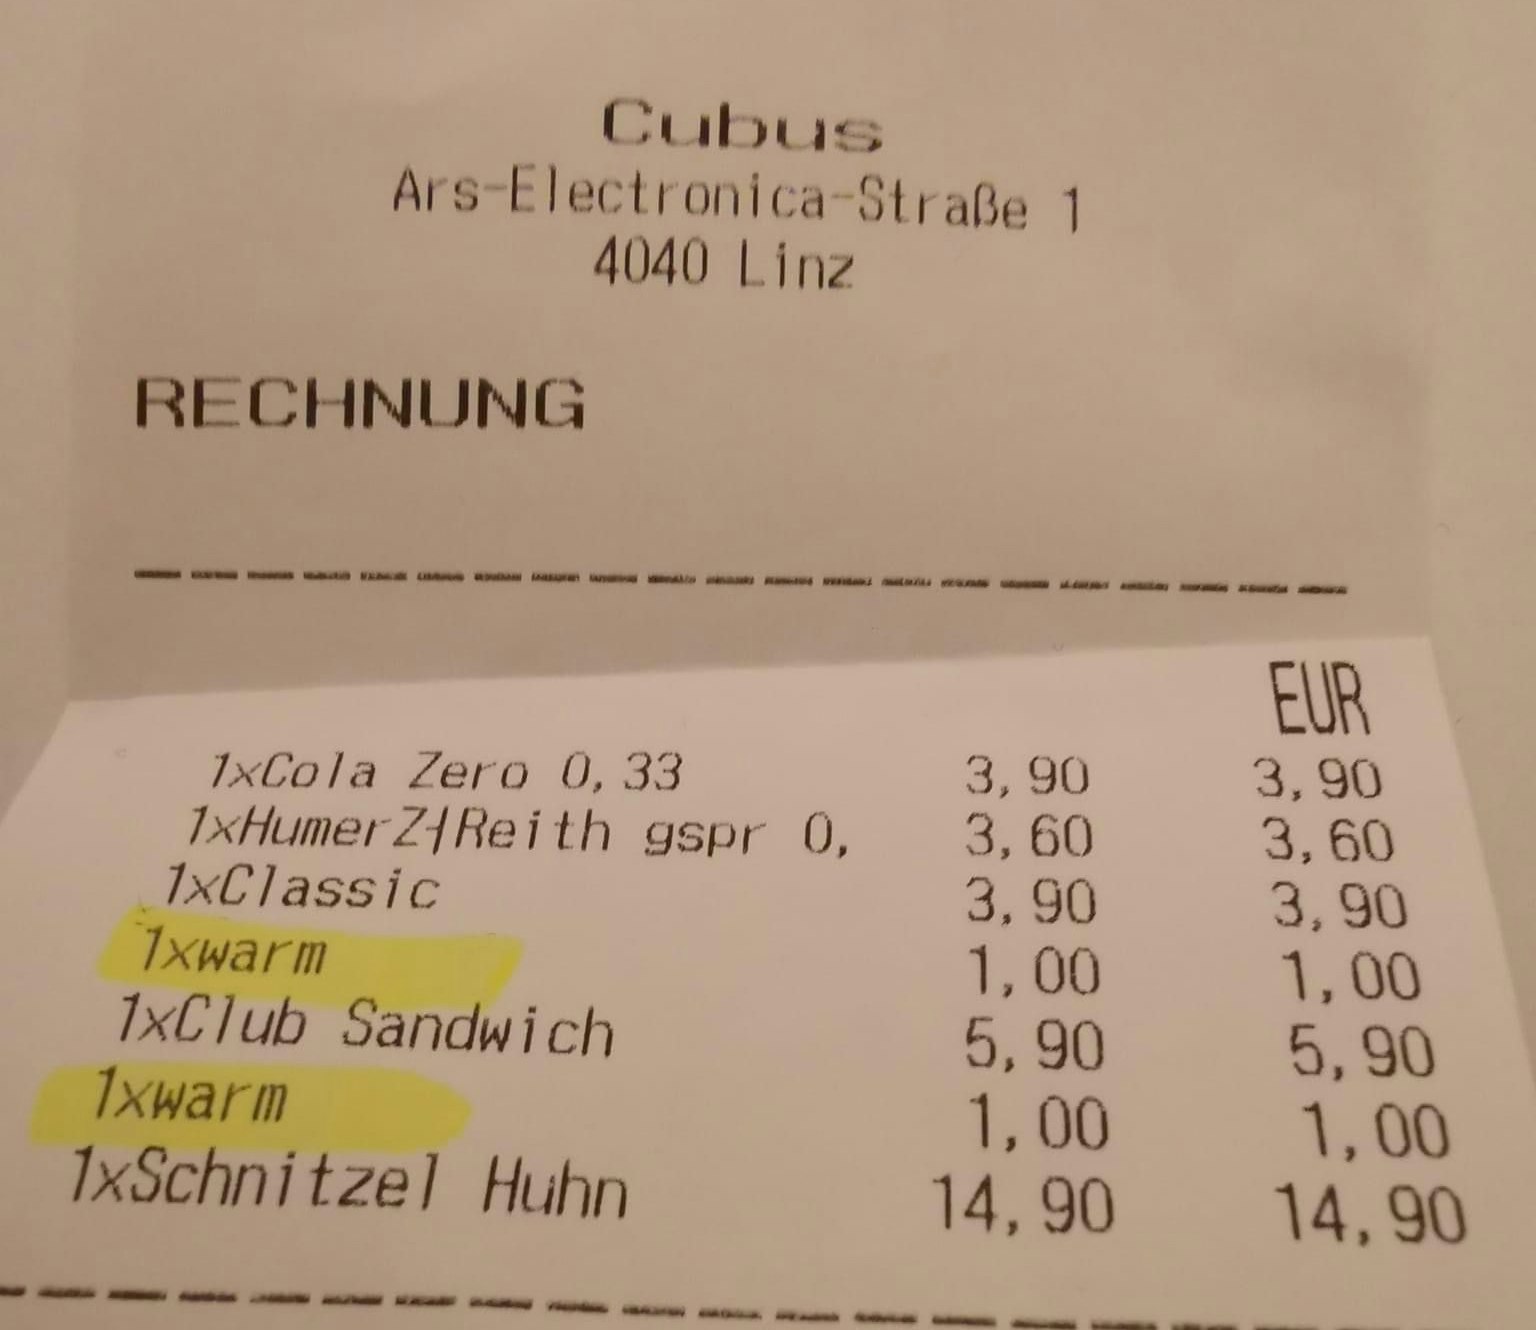 Cubus
Ars-Electronica-Straße 1
4040 Linz
RECHNUNG
EUR
1xCola Zero 0,33 3,90 3,90
1xHumerZ┤Reith gspr 0, 3,60 3,60
1xClassic 3,90 3,90
1xwarm 1,00 1,00
1xClub Sandwich 5,90 5,90
1xwarm 1,00 1,00
1xSchnitzel Huhn 14,90 14,90